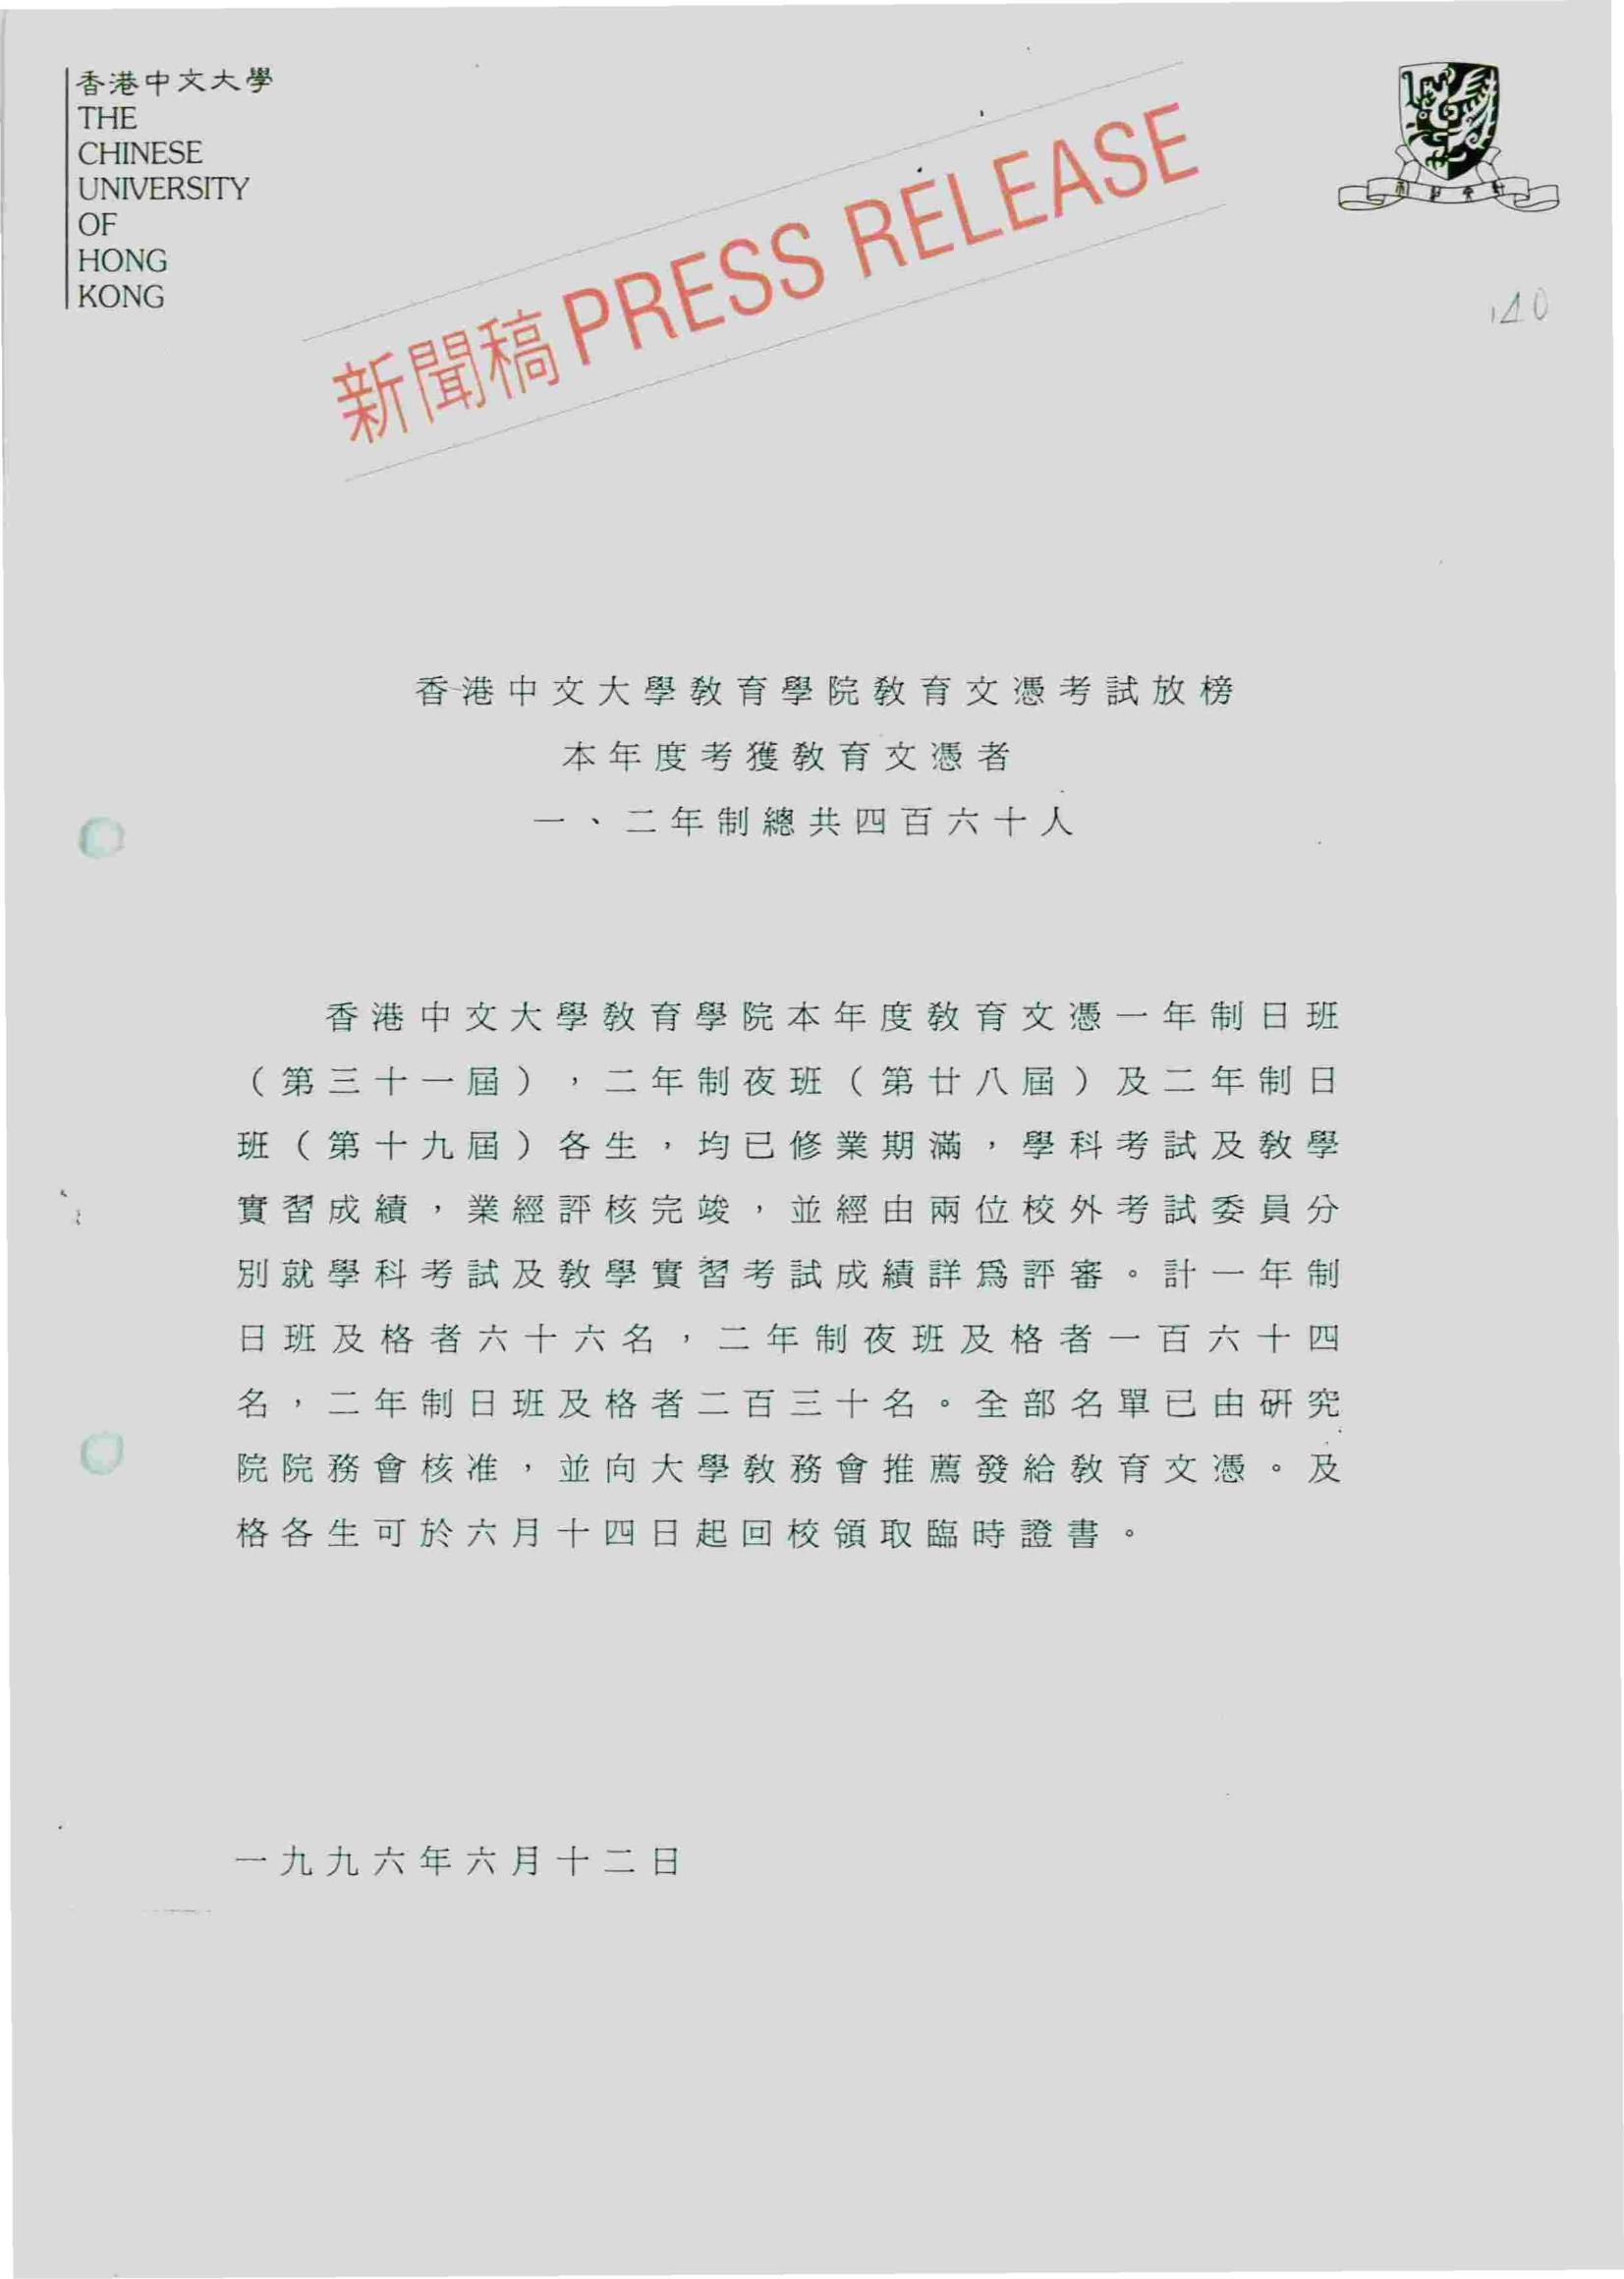 香港中文大學
THE
CHINESE
UNIVERSITY
OF
HONG
KONG
新聞稿 PRESS RELEASE
140
香港中文大學教育學院教育文憑考試放榜
本年度考獲教育文憑者
一、二年制總共四百六十人
香港中文大學教育學院本年度教育文憑一年制日班
（第三十一屆），二年制夜班（第廿八屆）及二年制日
班（第十九屆）各生，均已修業期滿，學科考試及教學
實習成績，業經評核完竣，並經由兩位校外考試委員分
別就學科考試及教學實習考試成績詳爲評審。計一年制
日班及格者六十六名，二年制夜班及格者一百六十四
名，二年制日班及格者二百三十名。全部名單已由研究
院院務會核准，並向大學教務會推薦發給教育文憑。及
格各生可於六月十四日起回校領取臨時證書。
一九九六年六月十二日